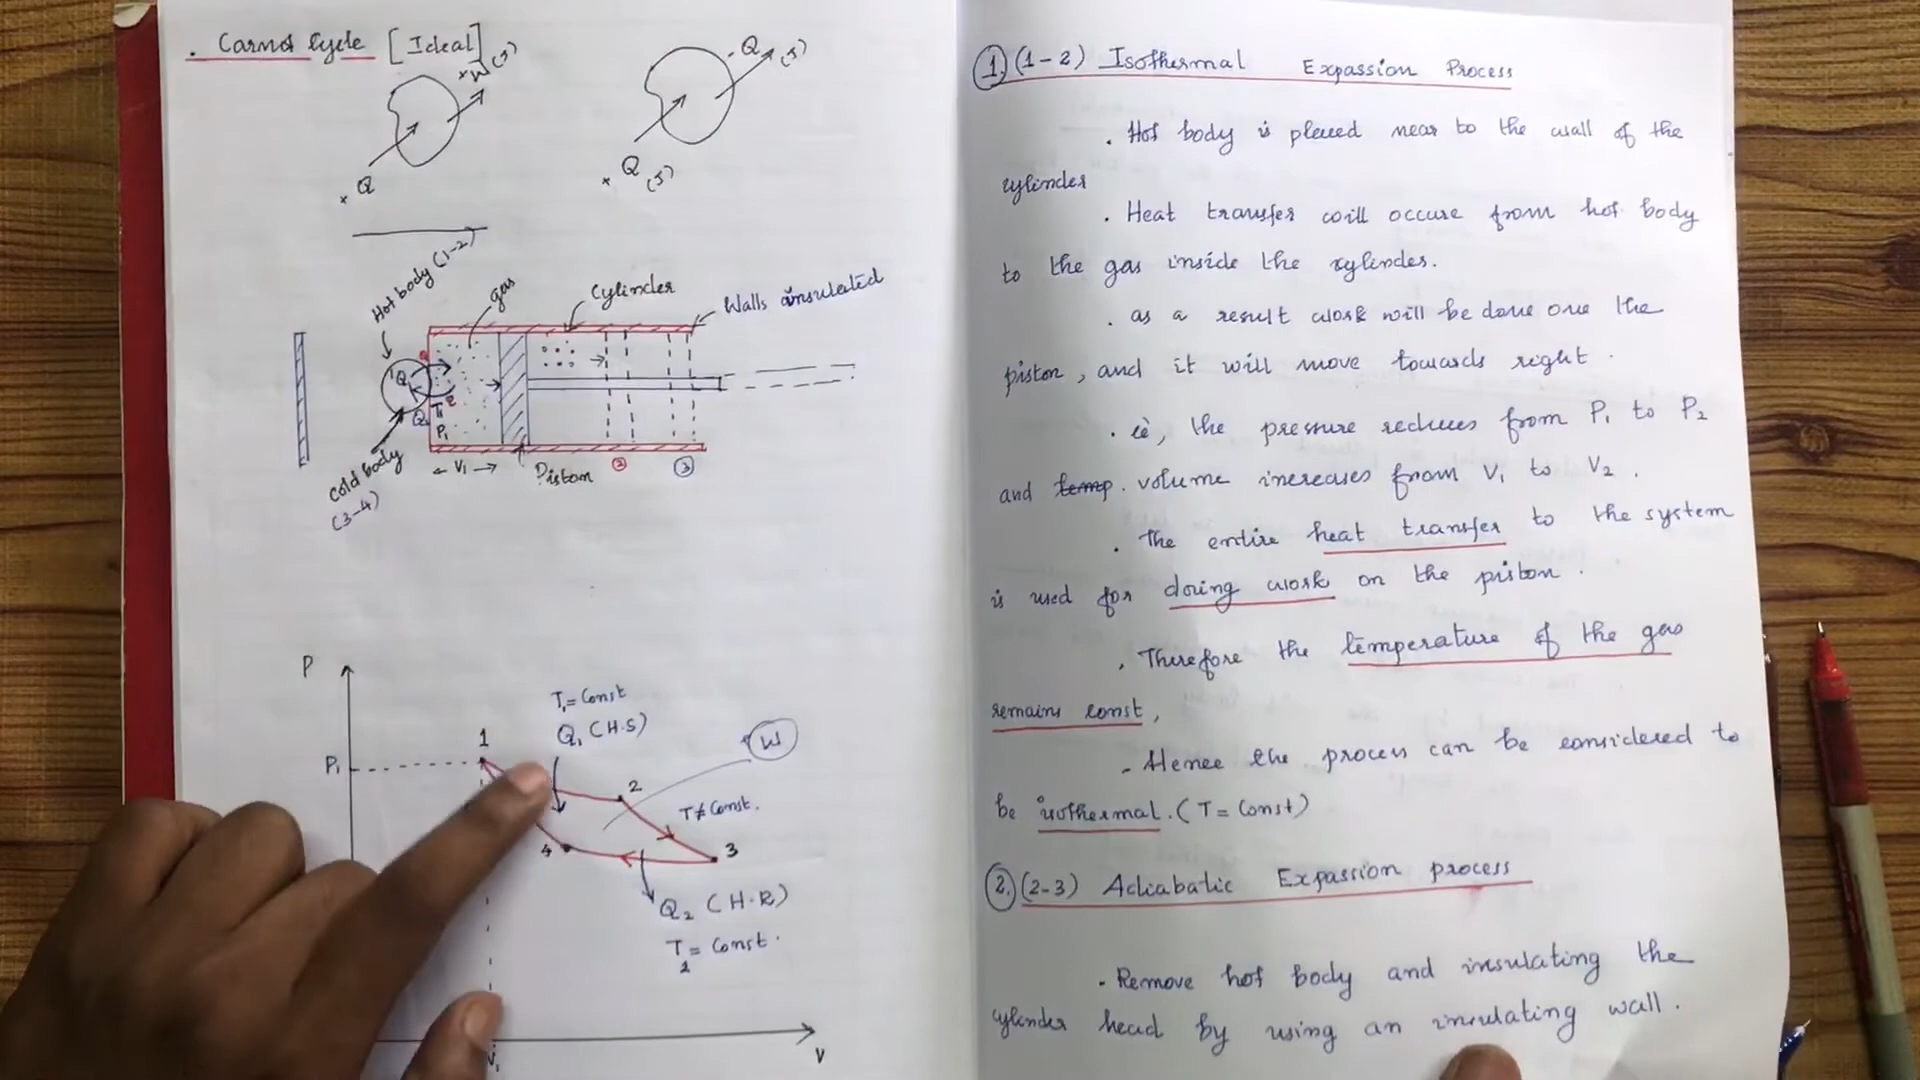 . Carnot Cycle [Ideal]
+W (J)
+ Q
- Q (J)
+ Q (J)
Hot body (1-2)
gas
Cylinder
Walls insulated
Q1
T1
P1
2
Cold body
(3-4)
← V1 →
Piston
2
3
P
T1 = Const
Q1 (H.S)
W
1
P1
2
T ≠ Const.
4
3
Q2 (H.R)
T2 = Const.
V1
V
1. (1-2) Isothermal Expassion Process
. Hot body is pleced near to the wall of the
cylinder
. Heat transfer will occure from hot body
to the gas inside the cylinder.
. as a result work will be done one the
piston, and it will move towards right.
. ie, the pressure reduces from P1 to P2
and temp. volume increases from V1 to V2.
. The entire heat transfer to the system
is used for doing work on the piston.
. Therefore the temperature of the gas
remains const,
- Hence the process can be considered to
be isothermal. (T = Const)
2. (2-3) Adiabatic Expassion process
. Remove hot body and insulating the
cylinder head by using an insulating wall.